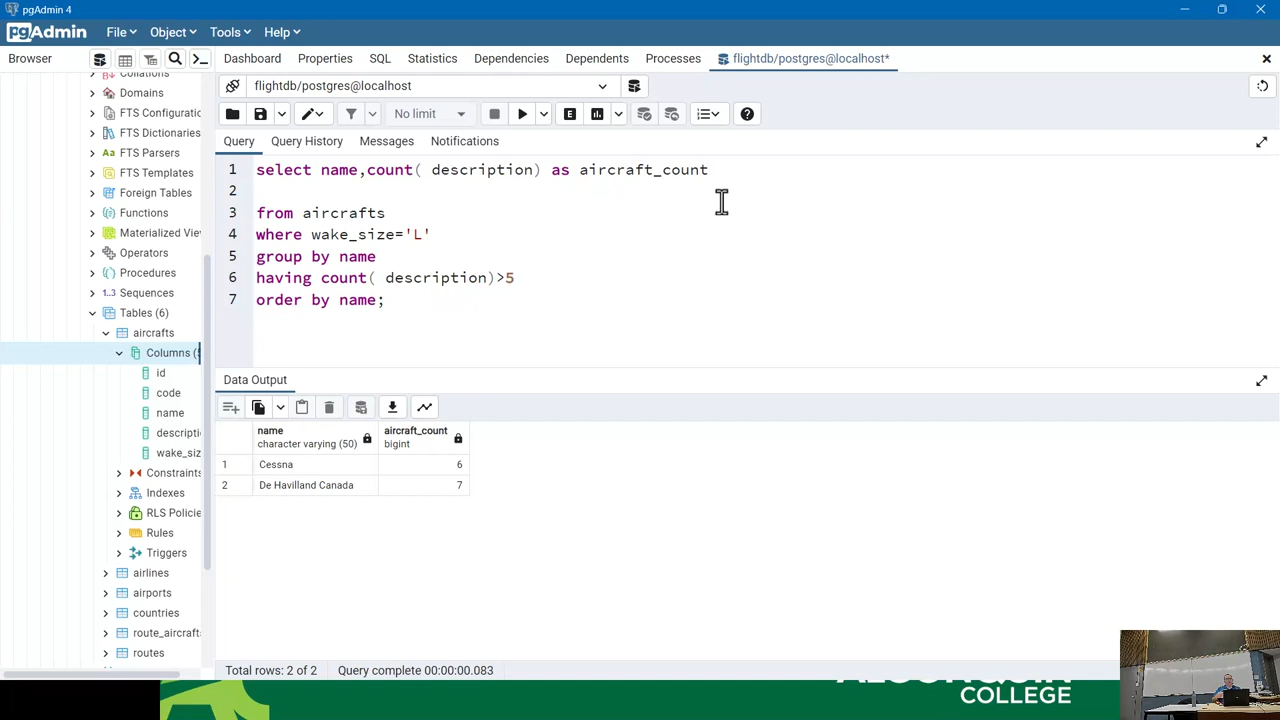 pgAdmin 4
pgAdmin File Object Tools Help
Browser Dashboard Properties SQL Statistics Dependencies Dependents Processes flightdb/postgres@localhost*
Collations
Domains
FTS Configuratic
FTS Dictionaries
FTS Parsers
FTS Templates
Foreign Tables
Functions
Materialized Viev
Operators
Procedures
Sequences
Tables (6)
aircrafts
Columns (5
id
code
name
descripti
wake_siz
Constraints
Indexes
RLS Policie
Rules
Triggers
airlines
airports
countries
route_aircraft
routes
flightdb/postgres@localhost
No limit
Query Query History Messages Notifications
1 select name,count( description) as aircraft_count
2
3 from aircrafts
4 where wake_size='L'
5 group by name
6 having count( description)>5
7 order by name;
Data Output
name aircraft_count
character varying (50) bigint
1 Cessna 6
2 De Havilland Canada 7
Total rows: 2 of 2 Query complete 00:00:00.083
ALGONQUIN
COLLEGE